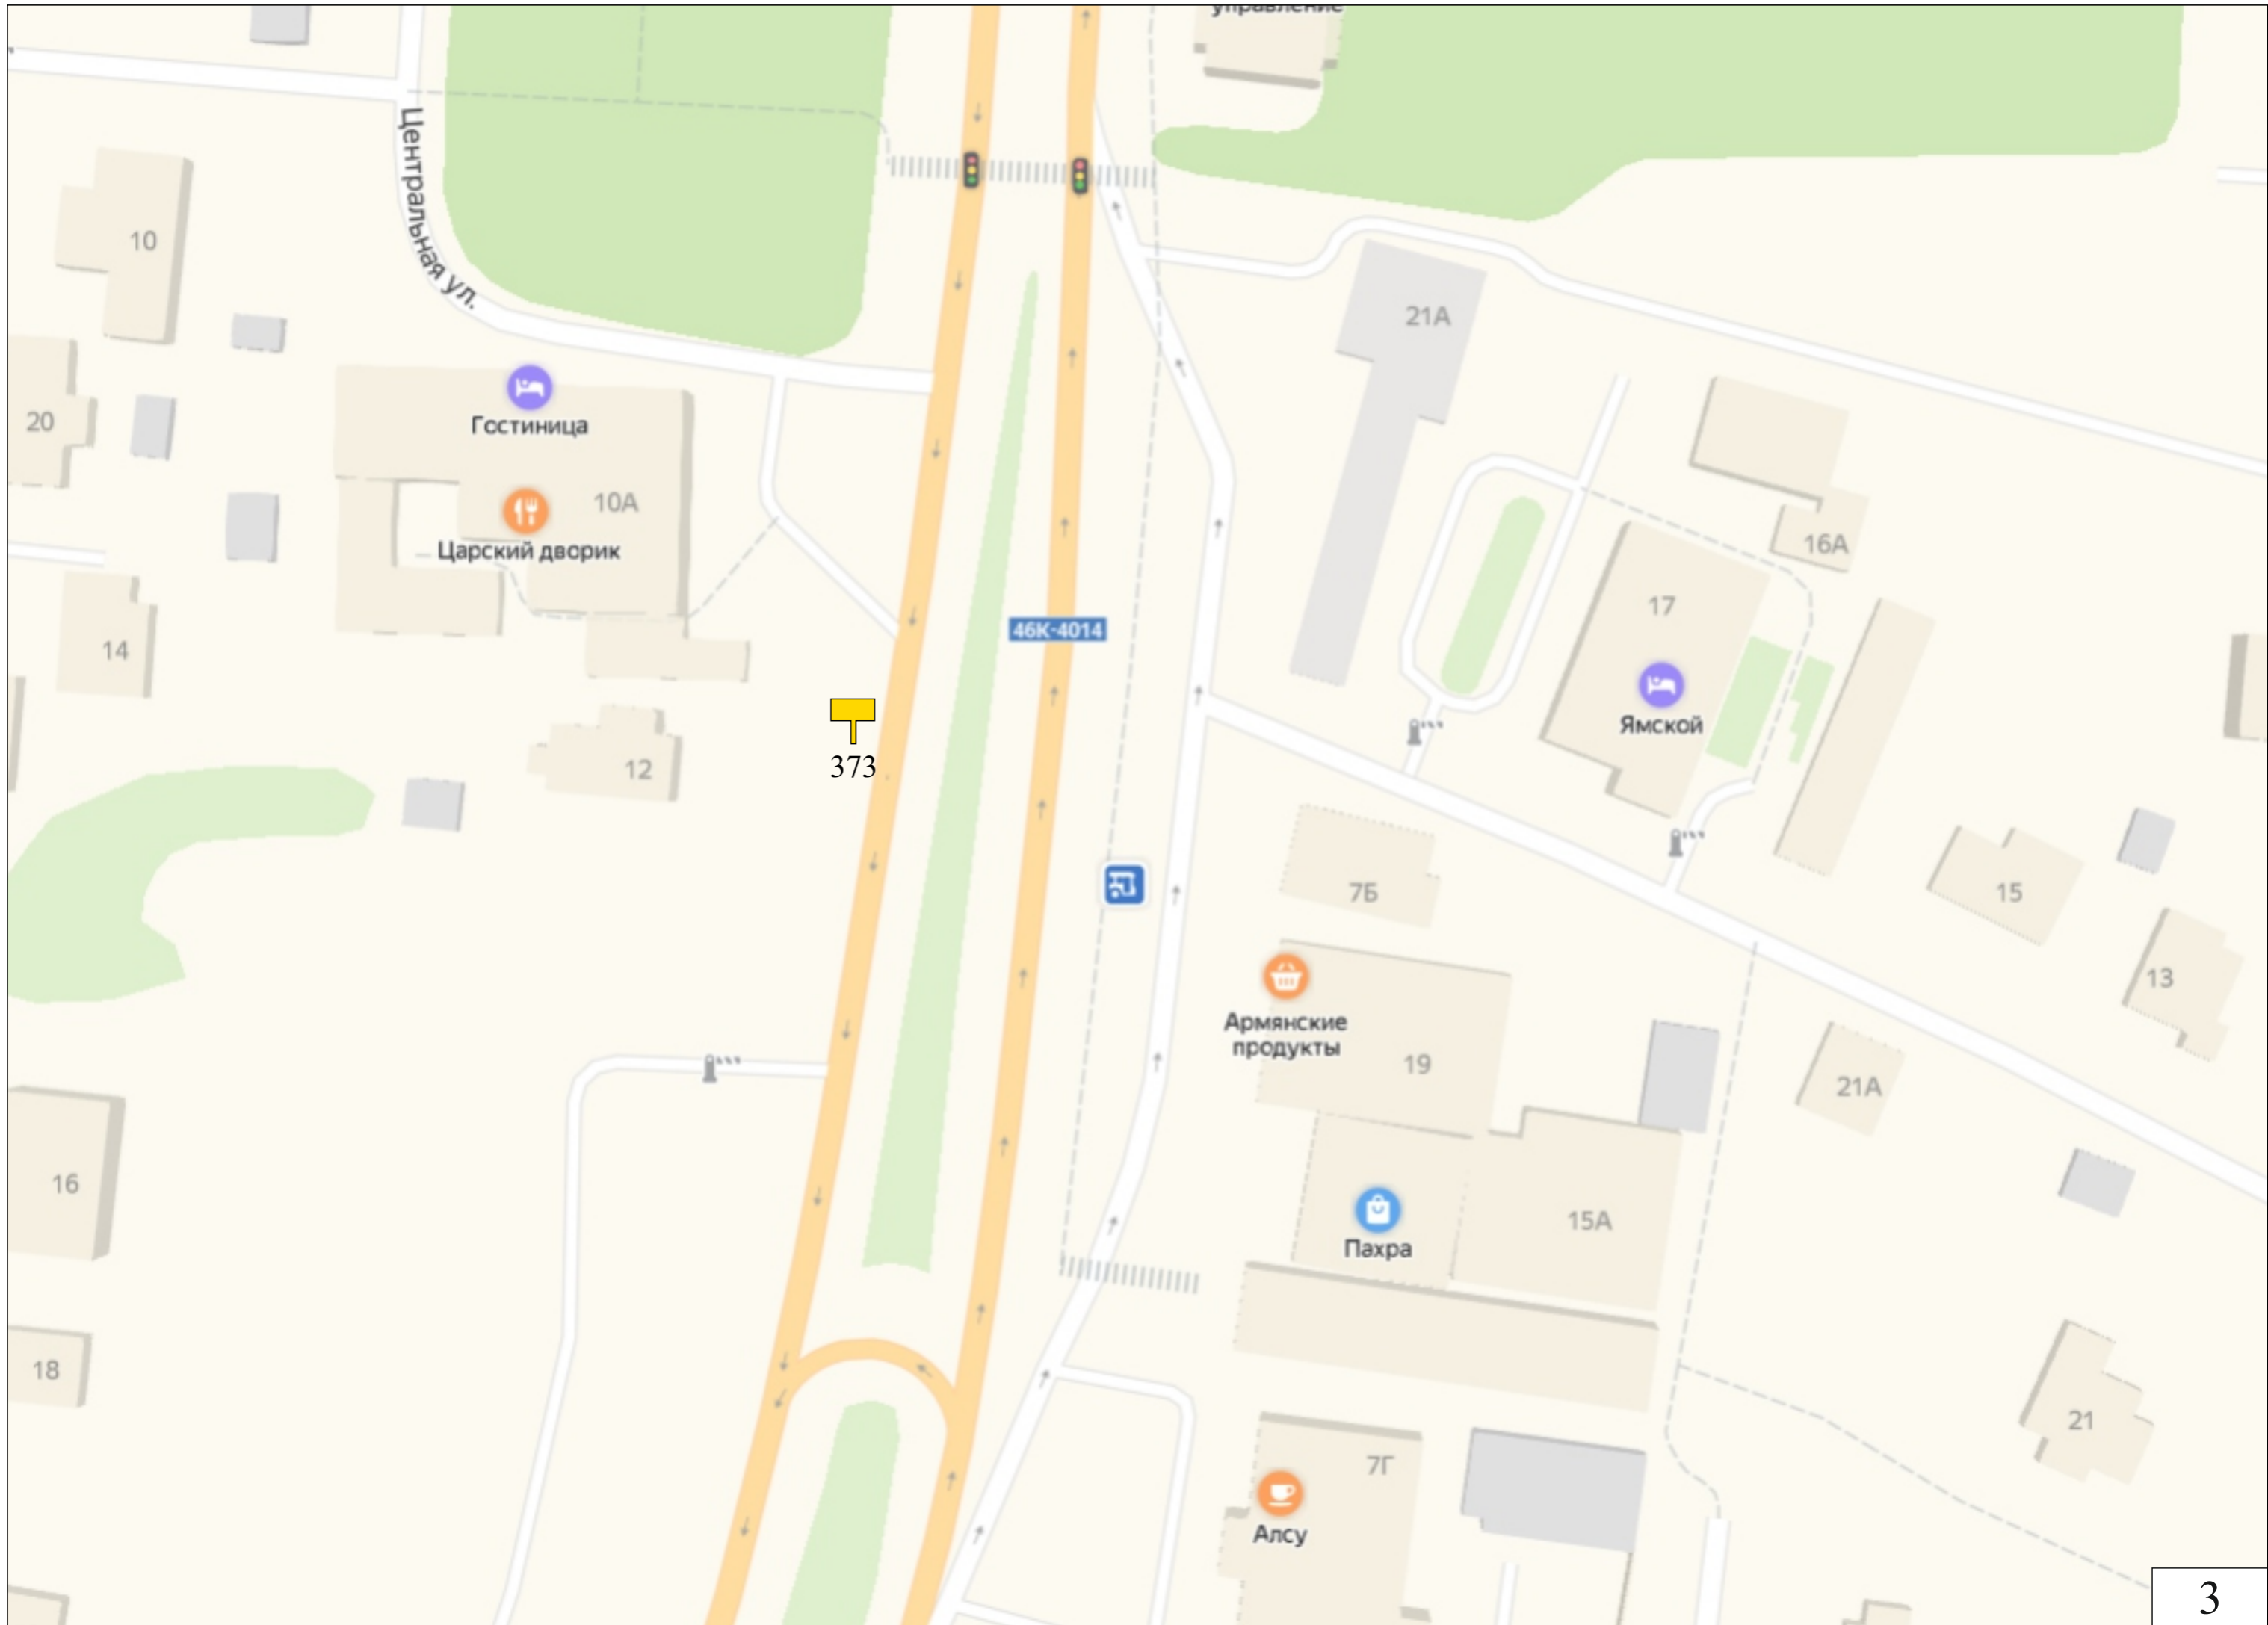 управление
Центральная ул.
10
21А
Гостиница
20
10А
Царский дворик
16А
17
46К-4014
14
Ямской
373
12
7Б
15
13
Армянские
продукты
19
21А
16
15А
Пахра
18
21
7Г
Алсу
3